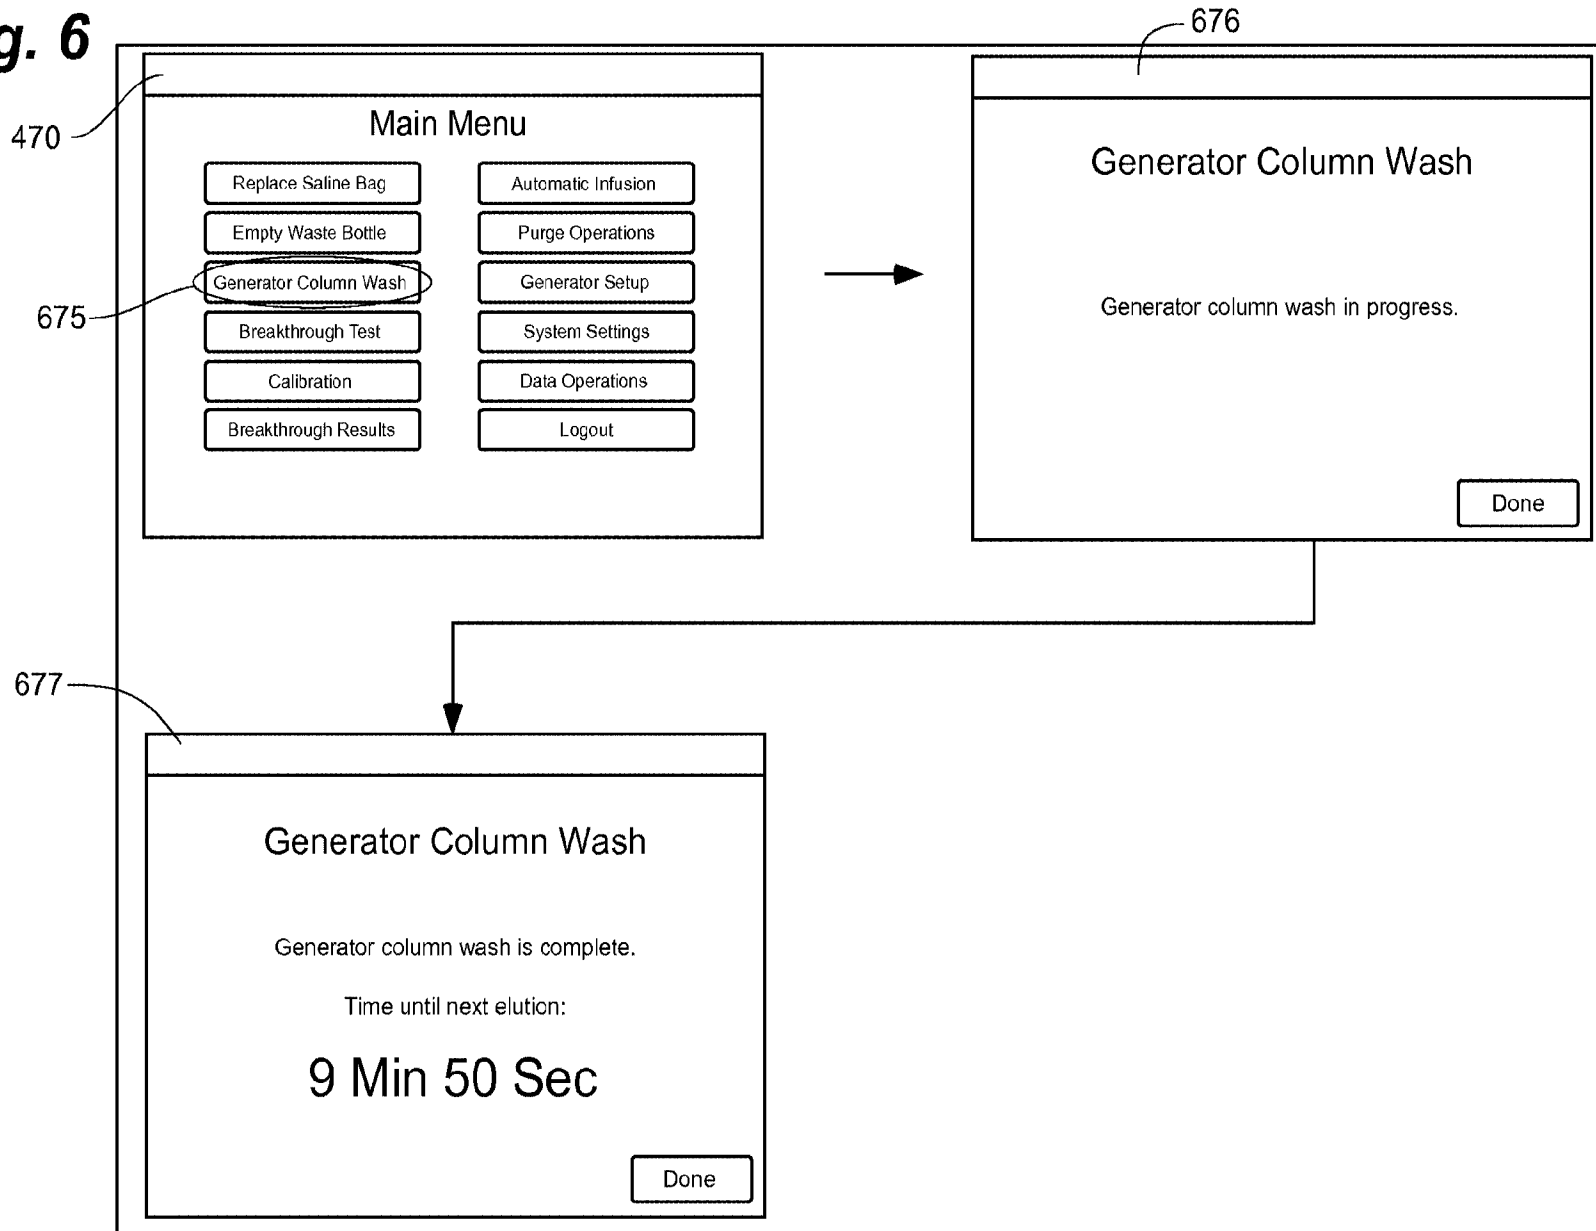 g. 6
676
470
Main Menu
Replace Saline Bag
Automatic Infusion
Empty Waste Bottle
Purge Operations
Generator Column Wash
Generator Setup
675
Breakthrough Test
System Settings
Calibration
Data Operations
Breakthrough Results
Logout
Generator Column Wash
Generator column wash in progress.
Done
677
Generator Column Wash
Generator column wash is complete.
Time until next elution:
9 Min 50 Sec
Done